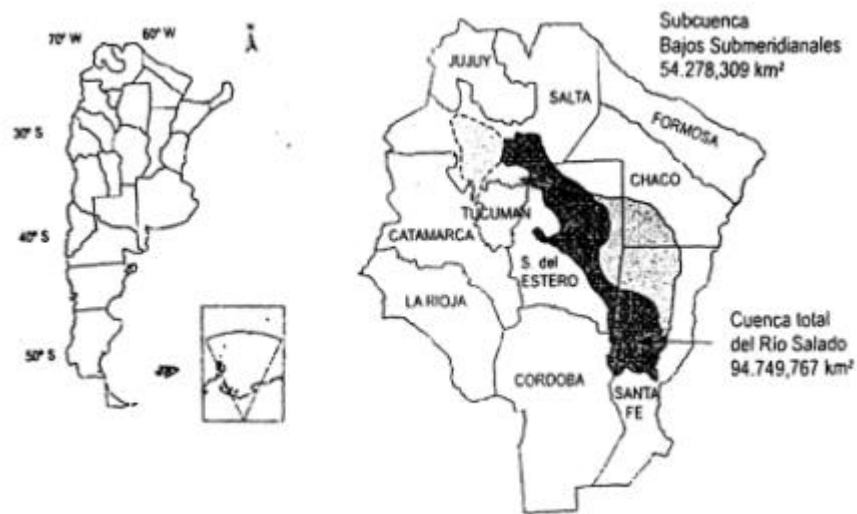 70° W
60° W
30° S
40° S
50° S
Subcuenca
Bajos Submeridianales
54.278,309 km²
JUJUY
SALTA
FORMOSA
CHACO
TUCUMAN
CATAMARCA
S. del
ESTERO
LA RIOJA
CORDOBA
SANTA
FE
Cuenca total
del Río Salado
94.749,767 km²